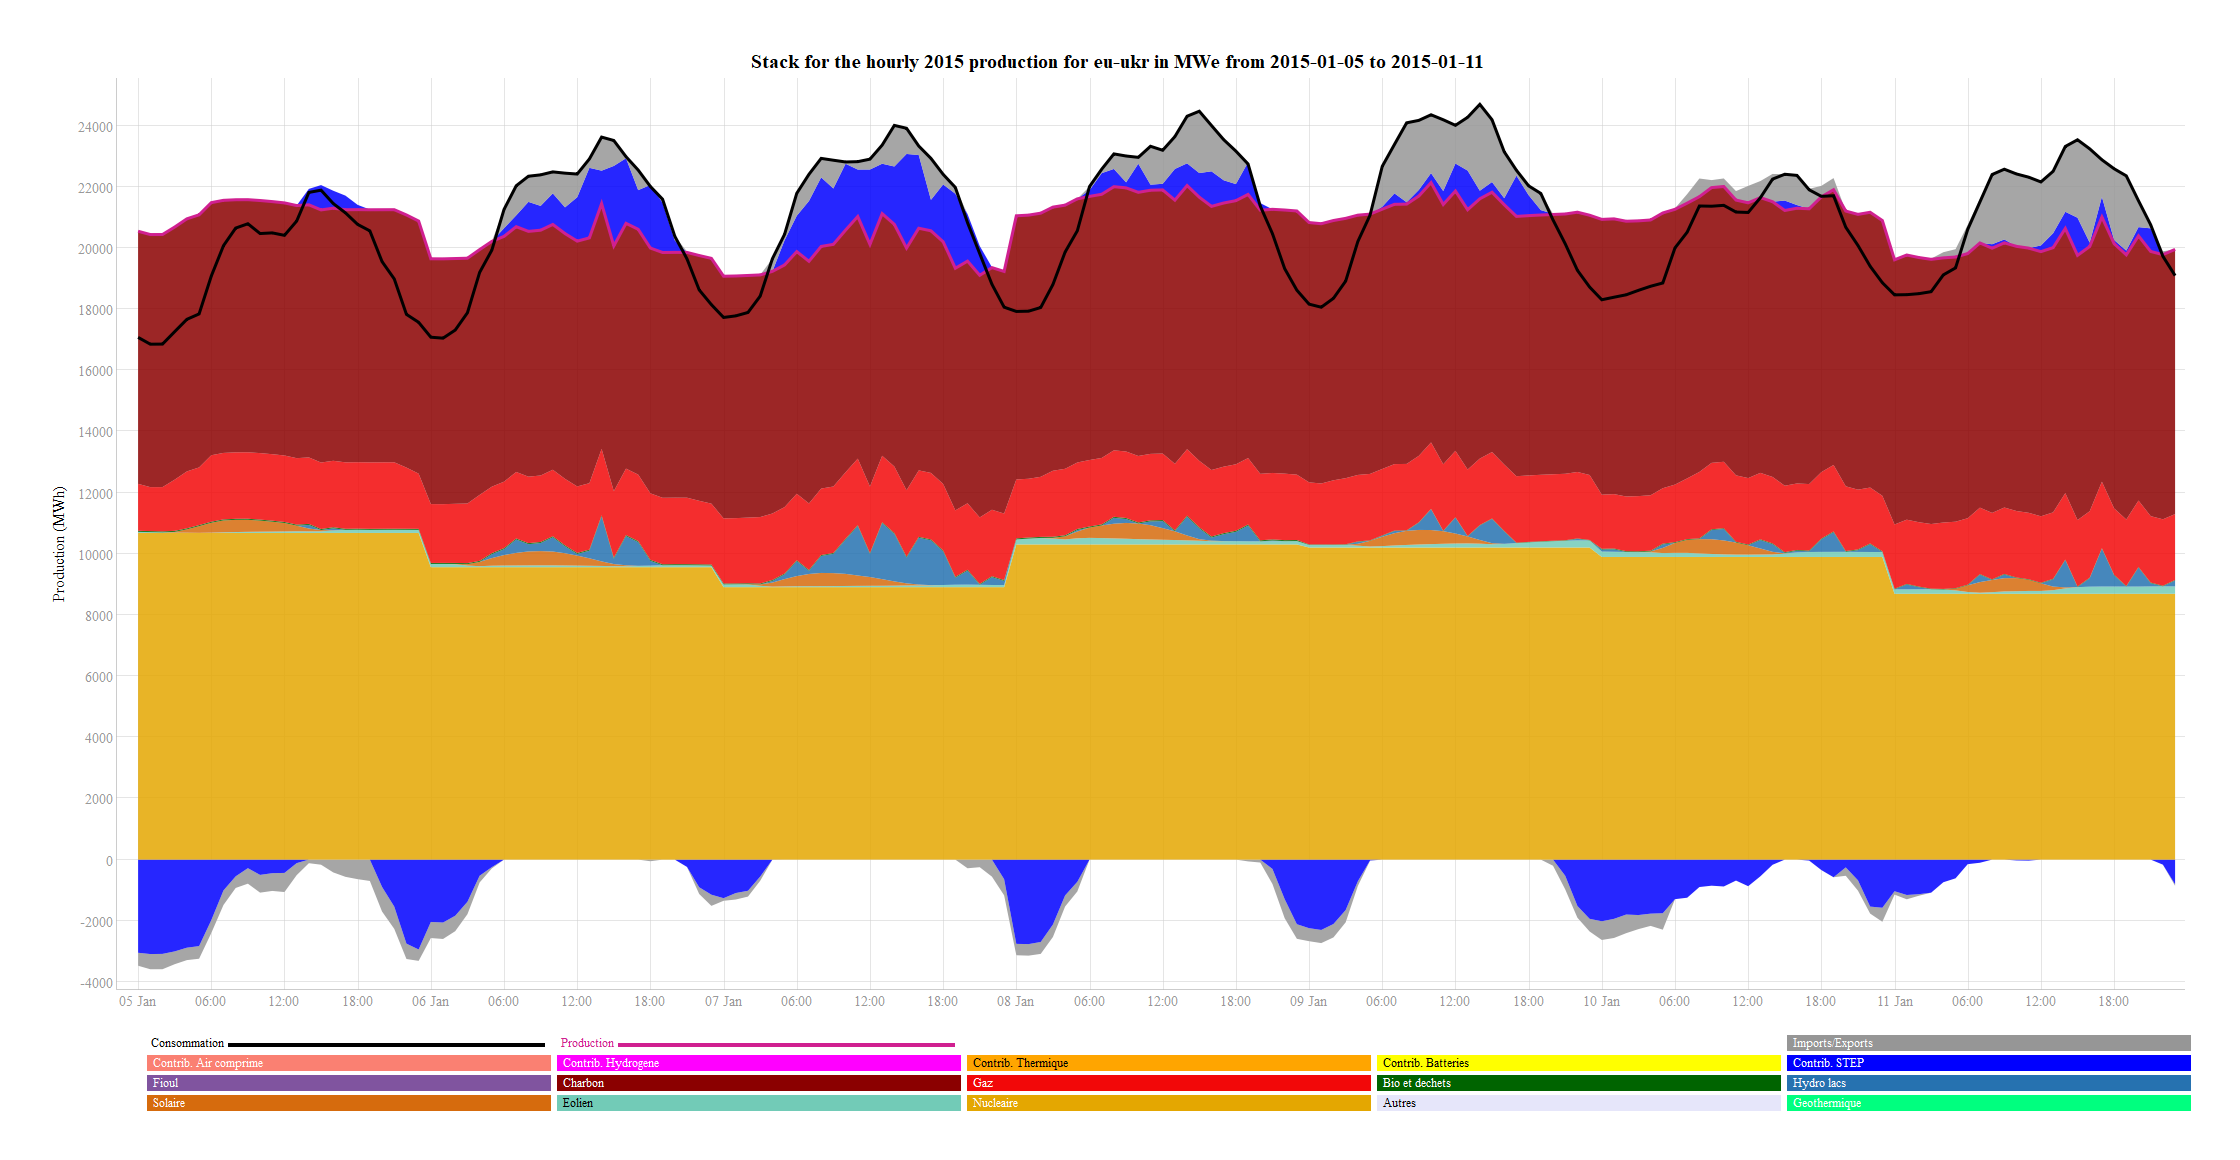 Stack for the hourly 2015 production for eu-ukr in MWe from 2015-01-05 to 2015-01-11
Production (MWh)
24000
22000
20000
18000
16000
14000
12000
10000
8000
6000
4000
2000
0
-2000
-4000
05 Jan 06:00 12:00 18:00 06 Jan 06:00 12:00 18:00 07 Jan 06:00 12:00 18:00 08 Jan 06:00 12:00 18:00 09 Jan 06:00 12:00 18:00 10 Jan 06:00 12:00 18:00 11 Jan 06:00 12:00 18:00
Consommation Production Imports/Exports
Contrib. Air comprime Contrib. Hydrogene Contrib. Thermique Contrib. Batteries Contrib. STEP
Fioul Charbon Gaz Bio et dechets Hydro lacs
Solaire Eolien Nucleaire Autres Geothermique